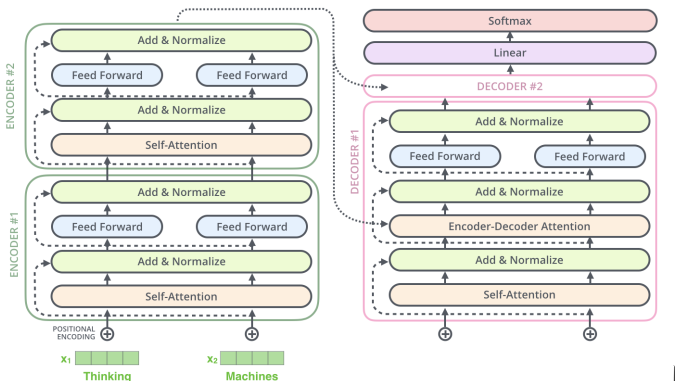 ENCODER #2
Add & Normalize
Feed Forward
Feed Forward
Add & Normalize
Self-Attention
ENCODER #1
Add & Normalize
Feed Forward
Feed Forward
Add & Normalize
Self-Attention
POSITIONAL
ENCODING
x₁
x₂
Thinking
Machines
Softmax
Linear
DECODER #2
DECODER #1
Add & Normalize
Feed Forward
Feed Forward
Add & Normalize
Encoder-Decoder Attention
Add & Normalize
Self-Attention